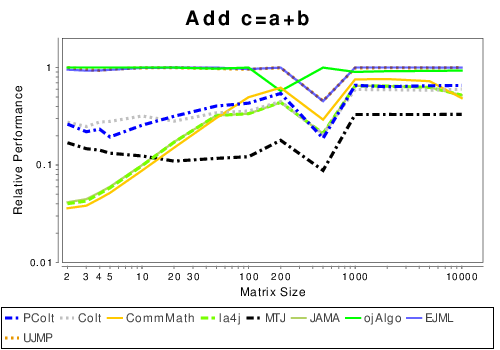 Add c=a+b
Relative Performance
1
0.1
0.01
2 3 4 5 10 20 30 100 200 1000 10000
Matrix Size
PColt Colt CommMath la4j MTJ JAMA ojAlgo EJML
UJMP